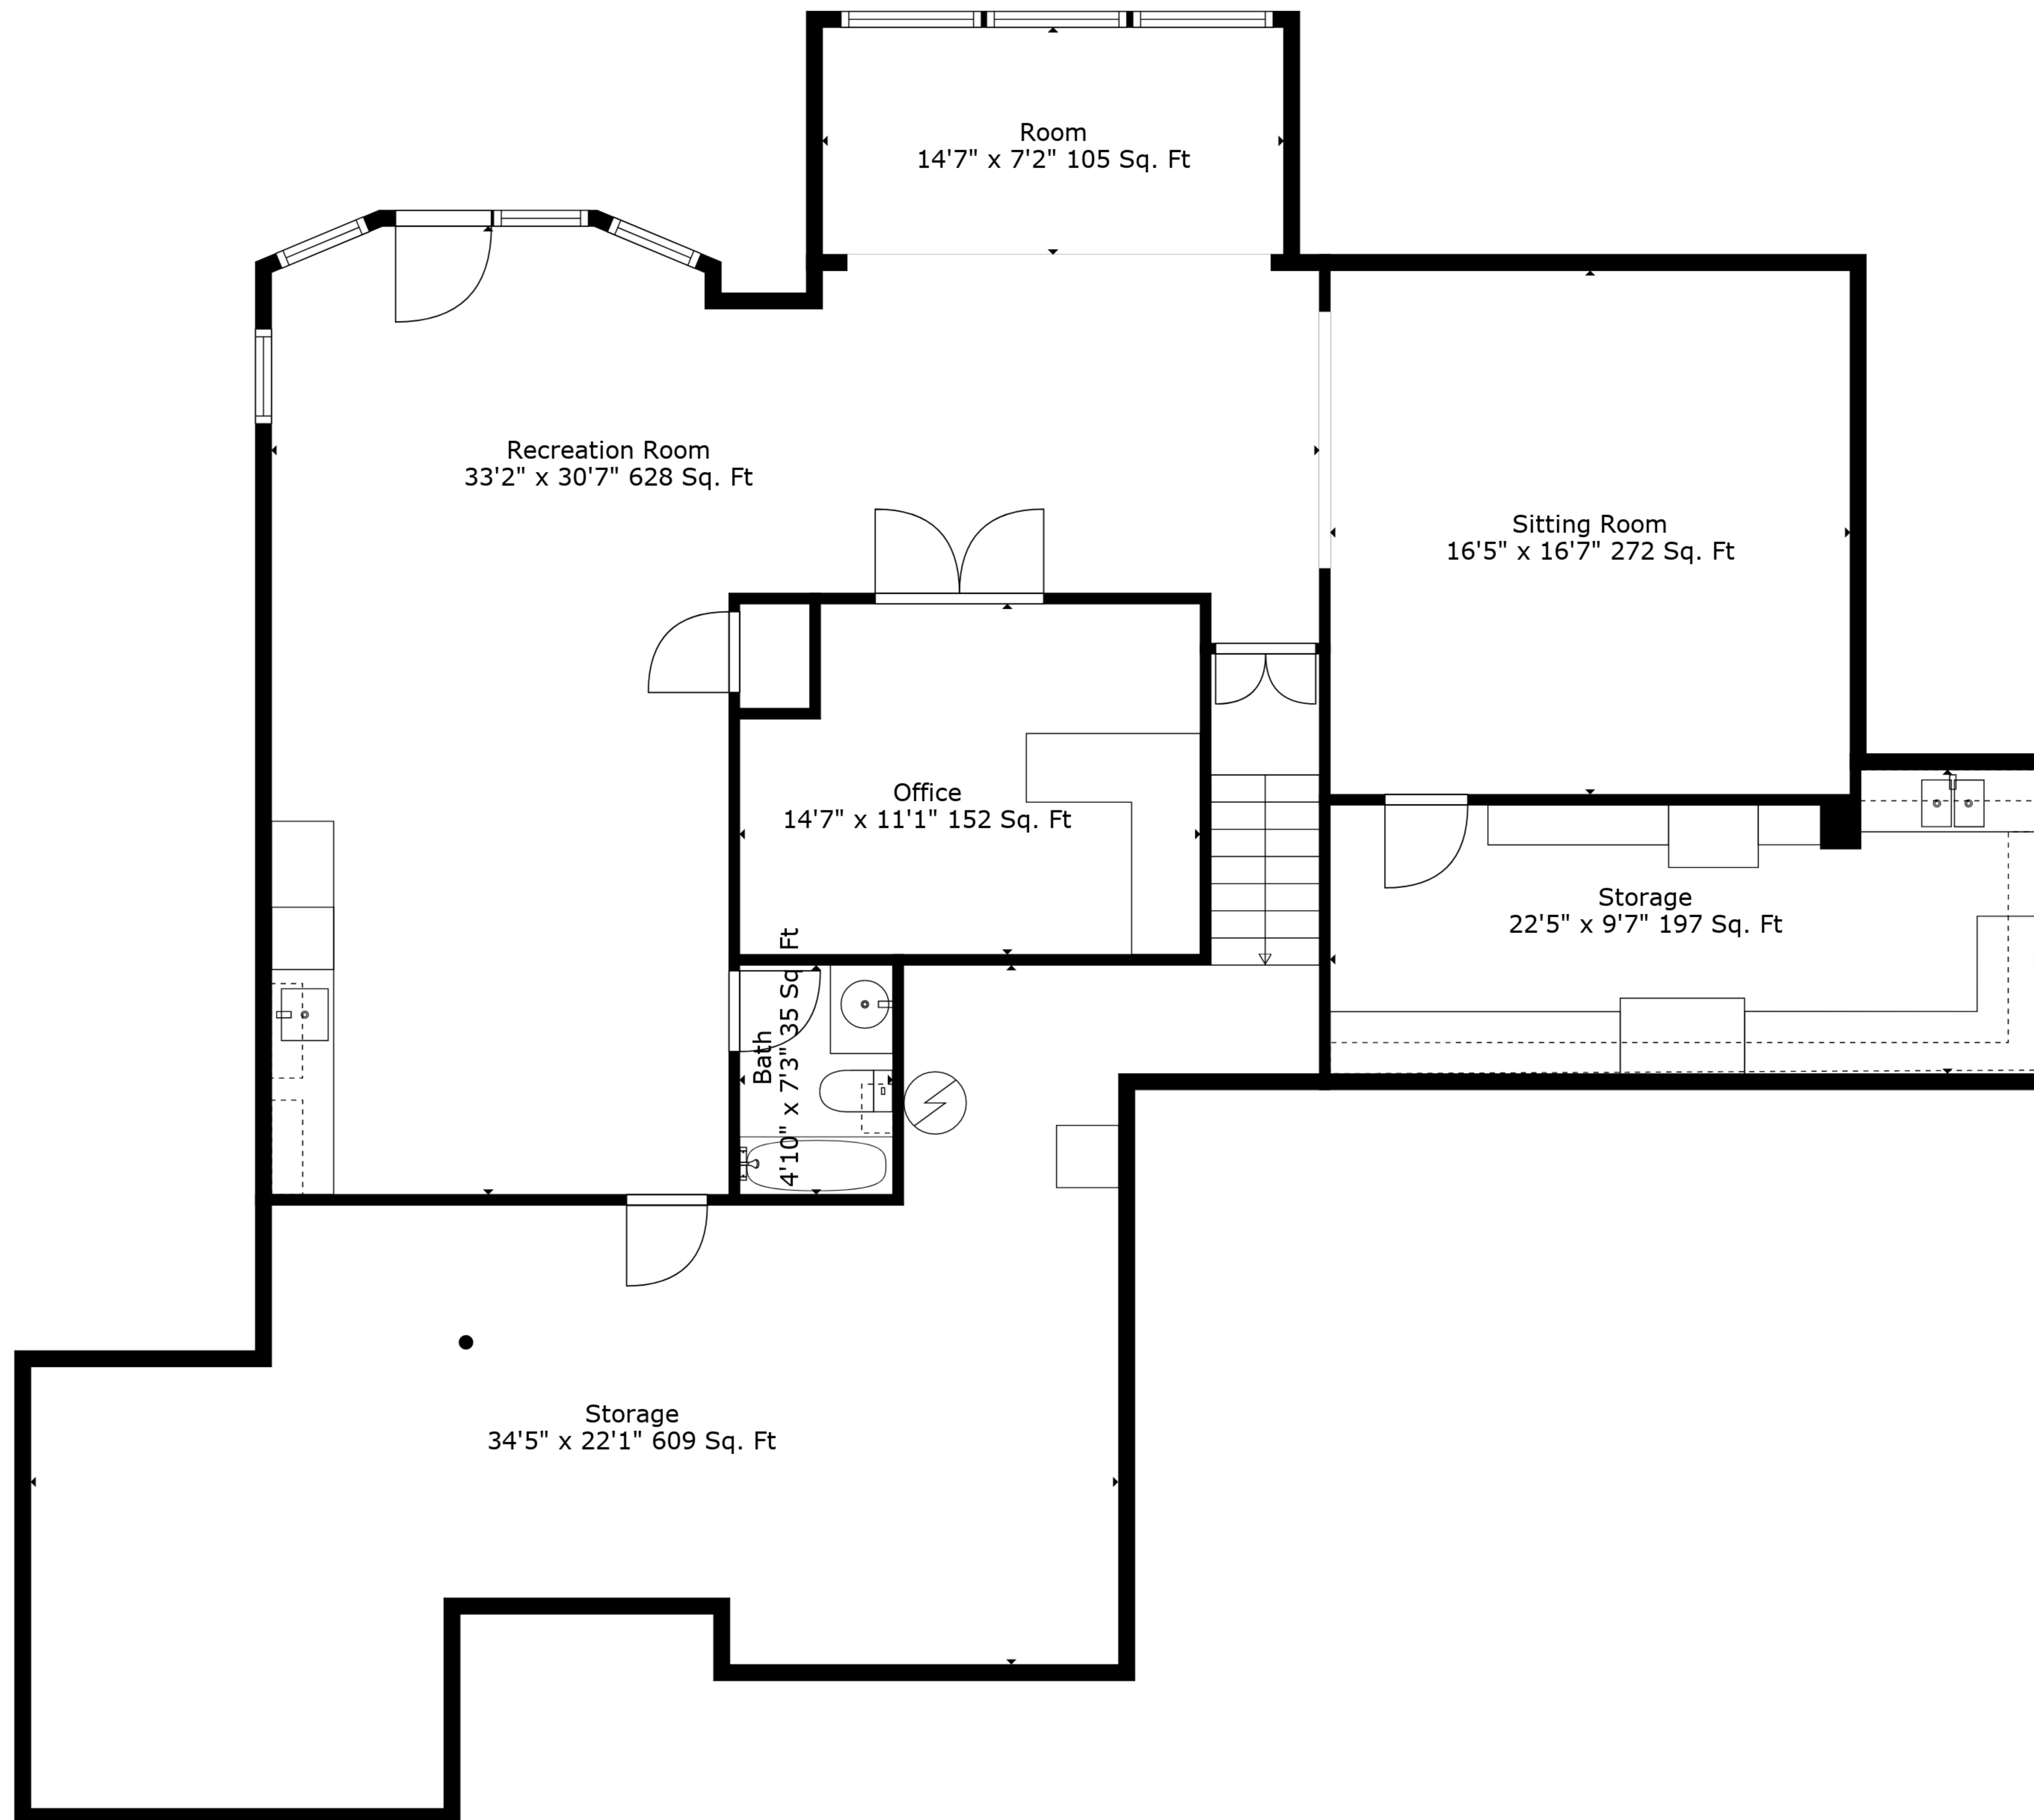 Room
14'7" x 7'2" 105 Sq. Ft
Recreation Room
33'2" x 30'7" 628 Sq. Ft
Sitting Room
16'5" x 16'7" 272 Sq. Ft
Office
14'7" x 11'1" 152 Sq. Ft
Storage
22'5" x 9'7" 197 Sq. Ft
Bath
4'10" x 7'3" 35 Sq. Ft
Storage
34'5" x 22'1" 609 Sq. Ft